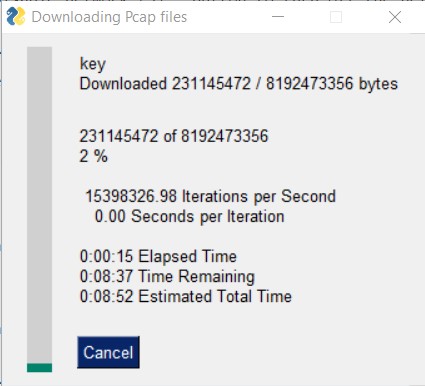 Downloading Pcap files
key
Downloaded 231145472 / 8192473356 bytes
231145472 of 8192473356
2 %
15398326.98 Iterations per Second
0.00 Seconds per Iteration
0:00:15 Elapsed Time
0:08:37 Time Remaining
0:08:52 Estimated Total Time
Cancel